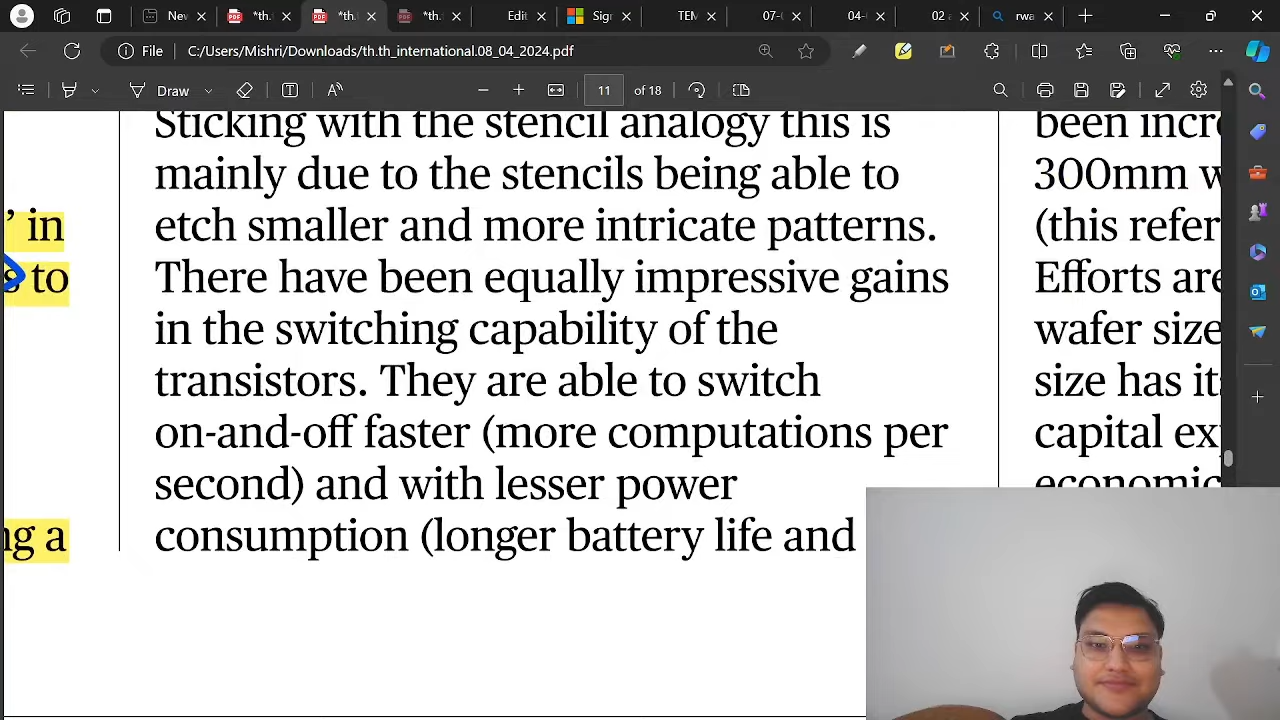 New
*th.
*th.
*th.
Edit
Sign
TEM
07-
04-
02 a
rwa
File
C:/Users/Mishri/Downloads/th.th_international.08_04_2024.pdf
Draw
11 of 18
’ in
s to
ng a
Sticking with the stencil analogy this is
mainly due to the stencils being able to
etch smaller and more intricate patterns.
There have been equally impressive gains
in the switching capability of the
transistors. They are able to switch
on-and-off faster (more computations per
second) and with lesser power
consumption (longer battery life and
been incre
300mm w
(this refer
Efforts are
wafer size
size has its
capital ex
economic